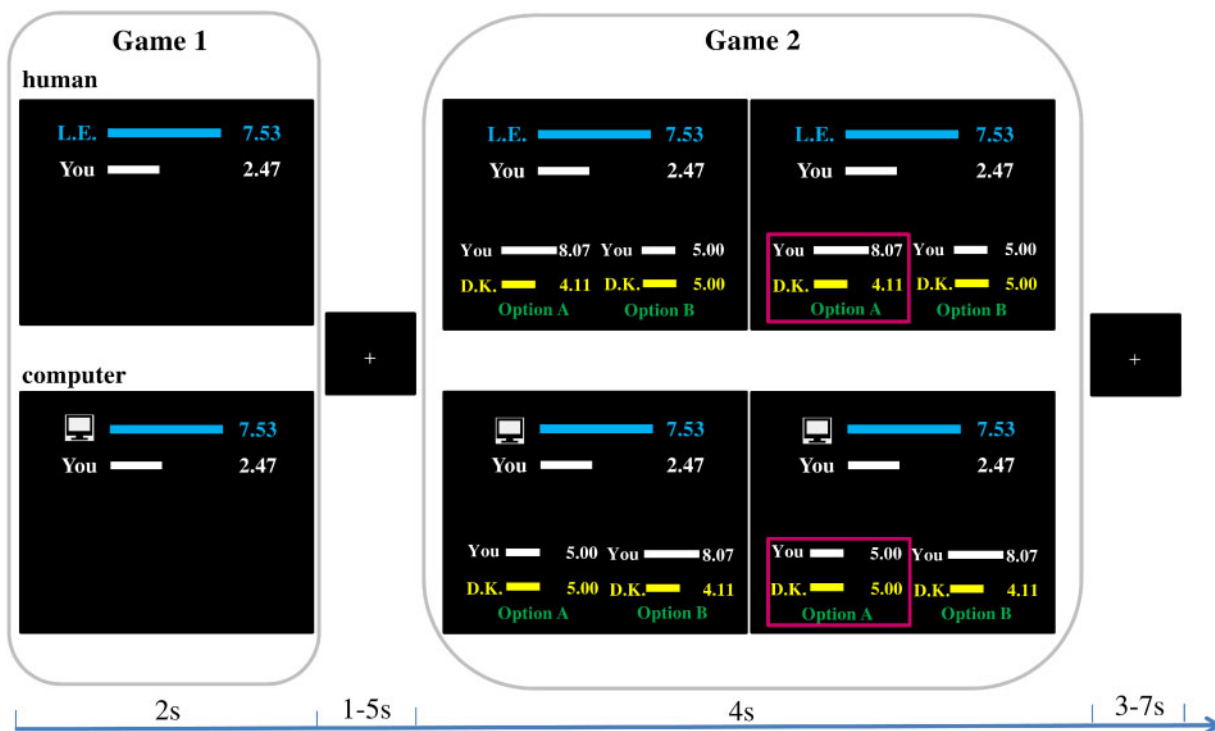 Game 1
Game 2
human
L.E. 7.53
You 2.47
L.E. 7.53
You 2.47
You 8.07 You 5.00
D.K. 4.11 D.K. 5.00
Option A Option B
L.E. 7.53
You 2.47
You 8.07 You 5.00
D.K. 4.11 D.K. 5.00
Option A Option B
+
+
computer
7.53
You 2.47
7.53
You 2.47
You 5.00 You 8.07
D.K. 5.00 D.K. 4.11
Option A Option B
7.53
You 2.47
You 5.00 You 8.07
D.K. 5.00 D.K. 4.11
Option A Option B
2s 1-5s 4s 3-7s